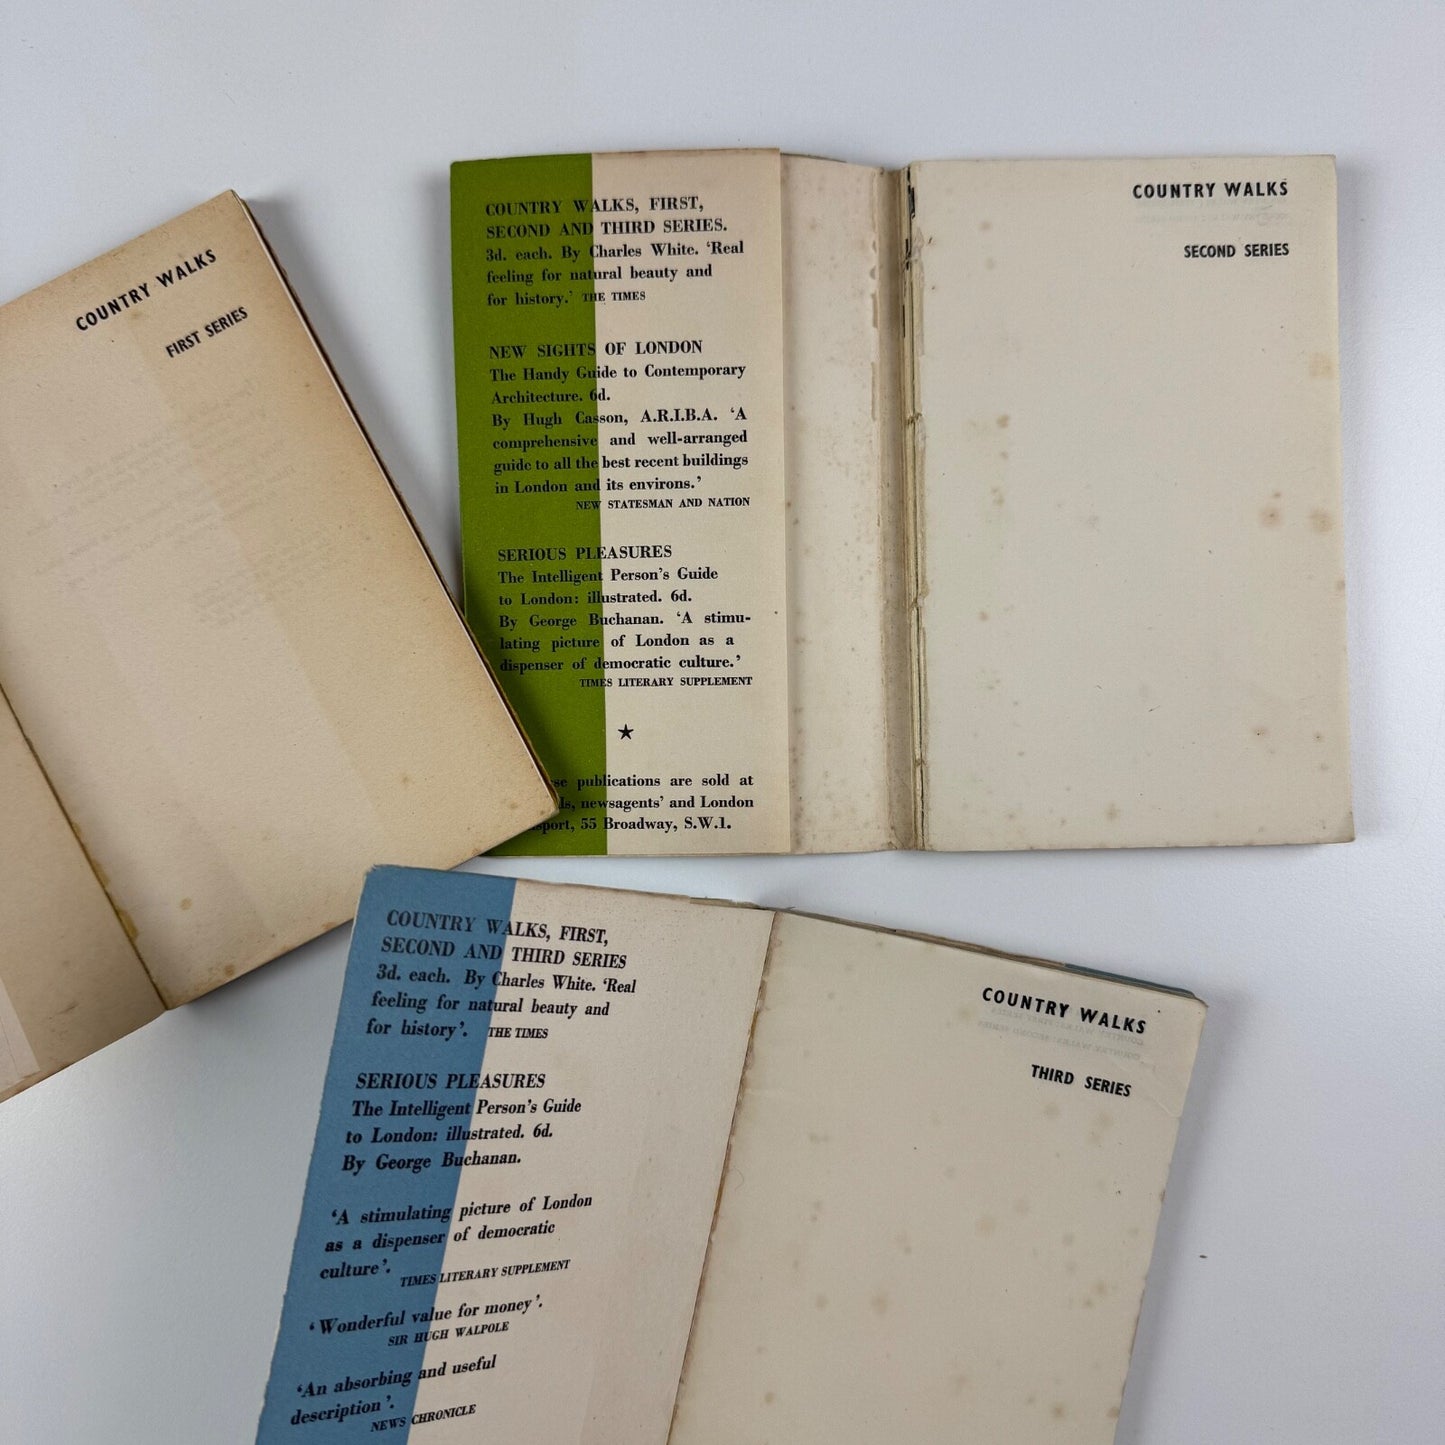 COUNTRY WALKS
FIRST SERIES
COUNTRY WALKS, FIRST,
SECOND AND THIRD SERIES.
3d. each. By Charles White. 'Real
feeling for natural beauty and
for history.' THE TIMES
NEW SIGHTS OF LONDON
The Handy Guide to Contemporary
Architecture. 6d.
By Hugh Casson, A.R.I.B.A. 'A
comprehensive and well-arranged
guide to all the best recent buildings
in London and its environs.'
NEW STATESMAN AND NATION
SERIOUS PLEASURES
The Intelligent Person's Guide
to London: illustrated. 6d.
By George Buchanan. 'A stimu-
lating picture of London as a
dispenser of democratic culture.'
TIMES LITERARY SUPPLEMENT
★
publications are sold at
newsagents' and London
55 Broadway, S.W.1.
COUNTRY WALKS
SECOND SERIES
COUNTRY WALKS, FIRST,
SECOND AND THIRD SERIES
3d. each. By Charles White. 'Real
feeling for natural beauty and
for history'. THE TIMES
SERIOUS PLEASURES
The Intelligent Person's Guide
to London: illustrated. 6d.
By George Buchanan.
'A stimulating picture of London
as a dispenser of democratic
culture'. TIMES LITERARY SUPPLEMENT
'Wonderful value for money'.
SIR HUGH WALPOLE
'An absorbing and useful
description'.
NEWS CHRONICLE
COUNTRY WALKS
THIRD SERIES